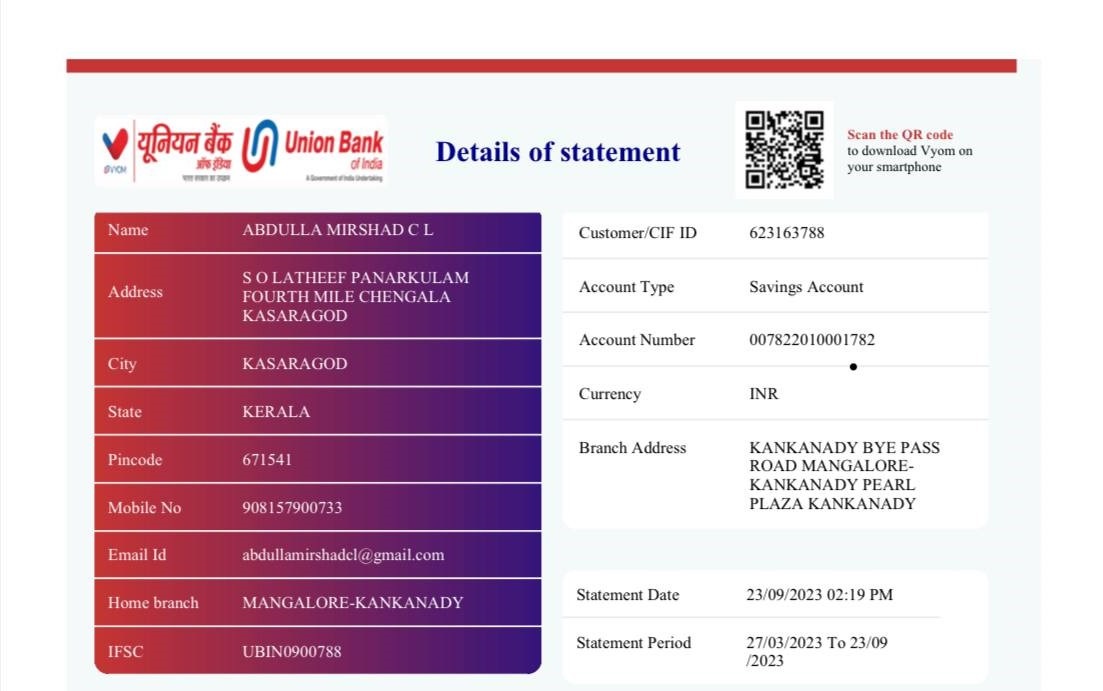 यूनियन बैंक
ऑफ इंडिया
भारत सरकार का उपक्रम
VYOM
Union Bank
of India
A Government of India Undertaking
Details of statement
Scan the QR code
to download Vyom on
your smartphone
Name ABDULLA MIRSHAD C L
Address S O LATHEEF PANARKULAM
FOURTH MILE CHENGALA
KASARAGOD
City KASARAGOD
State KERALA
Pincode 671541
Mobile No 908157900733
Email Id abdullamirshadcl@gmail.com
Home branch MANGALORE-KANKANADY
IFSC UBIN0900788
Customer/CIF ID 623163788
Account Type Savings Account
Account Number 007822010001782
Currency INR
Branch Address KANKANADY BYE PASS
ROAD MANGALORE-
KANKANADY PEARL
PLAZA KANKANADY
Statement Date 23/09/2023 02:19 PM
Statement Period 27/03/2023 To 23/09
/2023